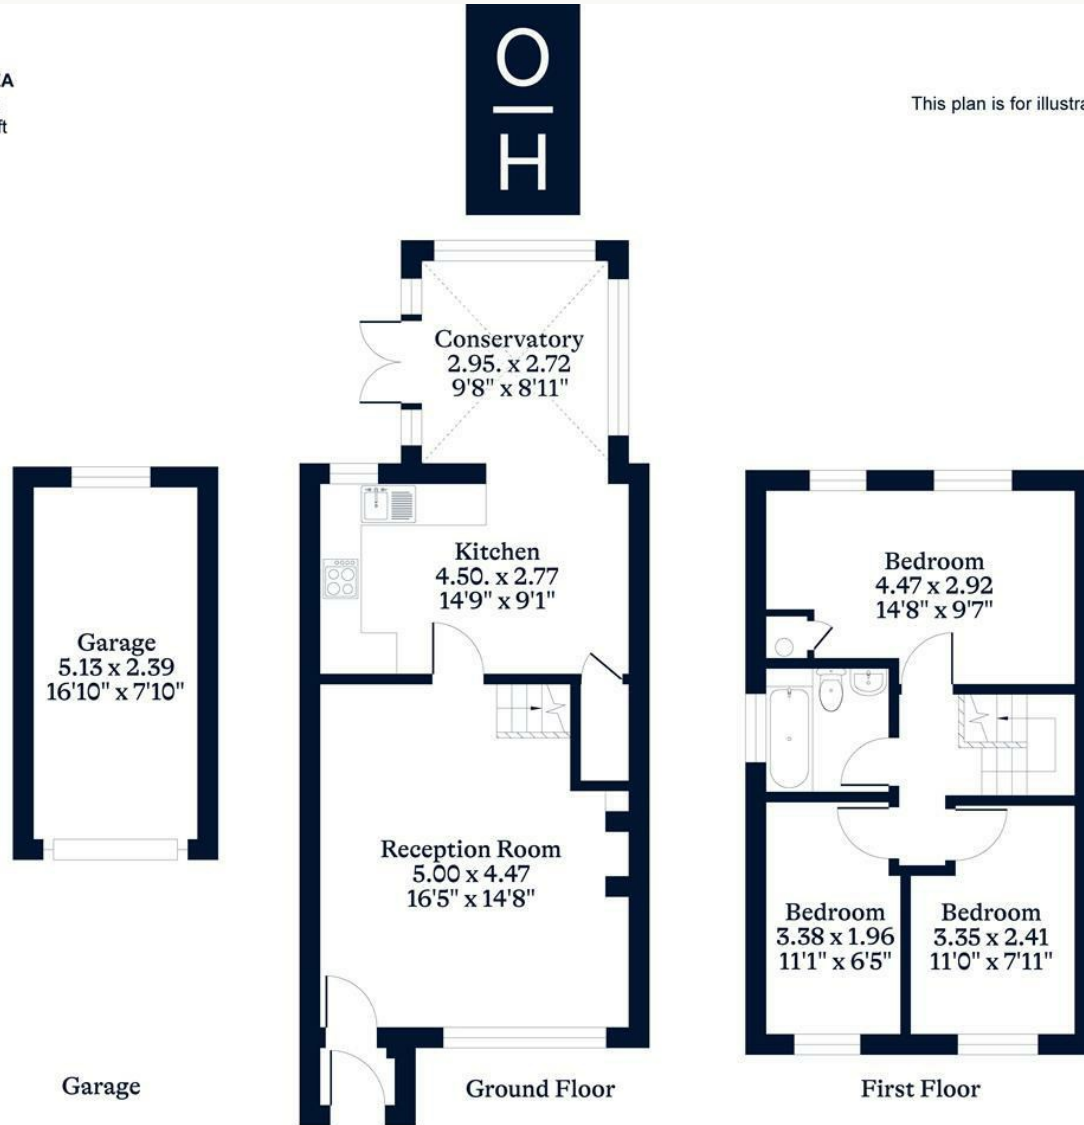 O
H
This plan is for illustra
Conservatory
2.95. x 2.72
9'8" x 8'11"
Kitchen
4.50. x 2.77
14'9" x 9'1"
Bedroom
4.47 x 2.92
14'8" x 9'7"
Garage
5.13 x 2.39
16'10" x 7'10"
Reception Room
5.00 x 4.47
16'5" x 14'8"
Bedroom
3.38 x 1.96
11'1" x 6'5"
Bedroom
3.35 x 2.41
11'0" x 7'11"
Garage
Ground Floor
First Floor